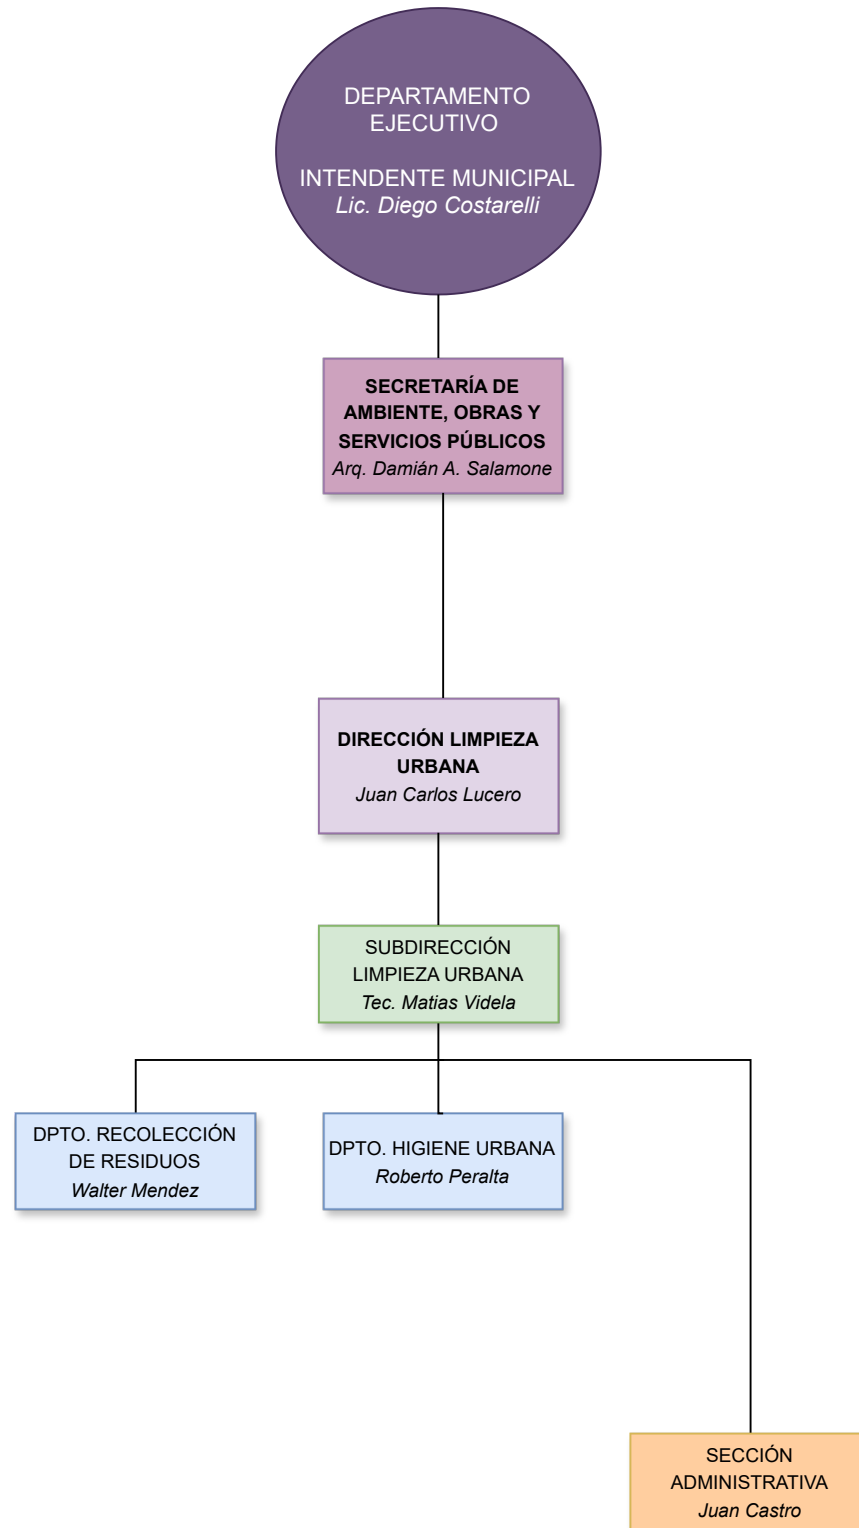 DEPARTAMENTO
EJECUTIVO
INTENDENTE MUNICIPAL
Lic. Diego Costarelli
SECRETARÍA DE
AMBIENTE, OBRAS Y
SERVICIOS PÚBLICOS
Arq. Damián A. Salamone
DIRECCIÓN LIMPIEZA
URBANA
Juan Carlos Lucero
SUBDIRECCIÓN
LIMPIEZA URBANA
Tec. Matias Videla
DPTO. RECOLECCIÓN
DE RESIDUOS
Walter Mendez
DPTO. HIGIENE URBANA
Roberto Peralta
SECCIÓN
ADMINISTRATIVA
Juan Castro